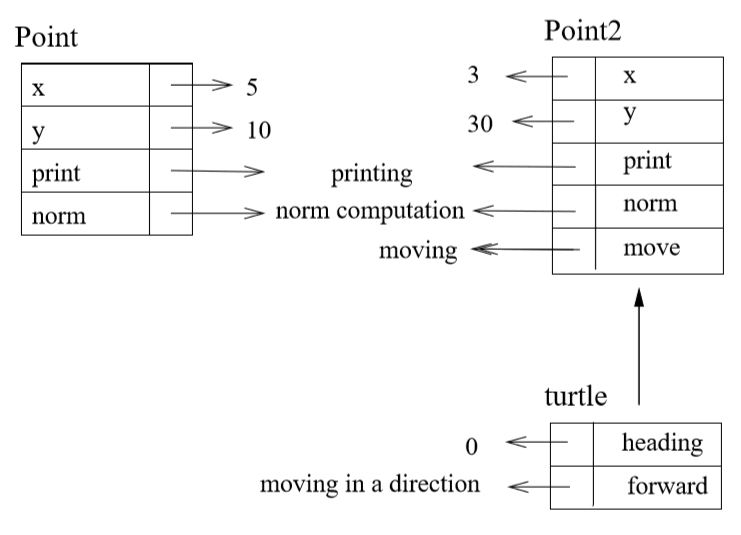 Point
Point2
x 5
3 x
y 10
30 y
print
printing
print
norm
norm computation
norm
moving
move
turtle
0 heading
moving in a direction forward